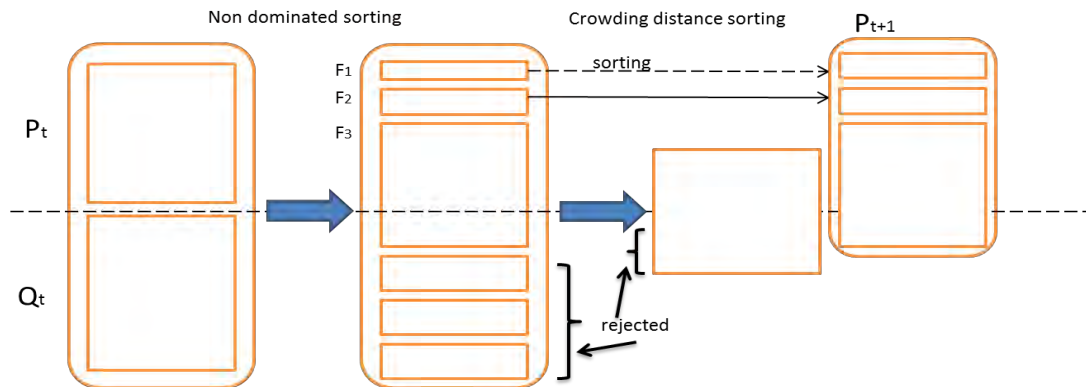 Non dominated sorting
Crowding distance sorting
Pt+1
F1
sorting
F2
F3
Pt
Qt
rejected